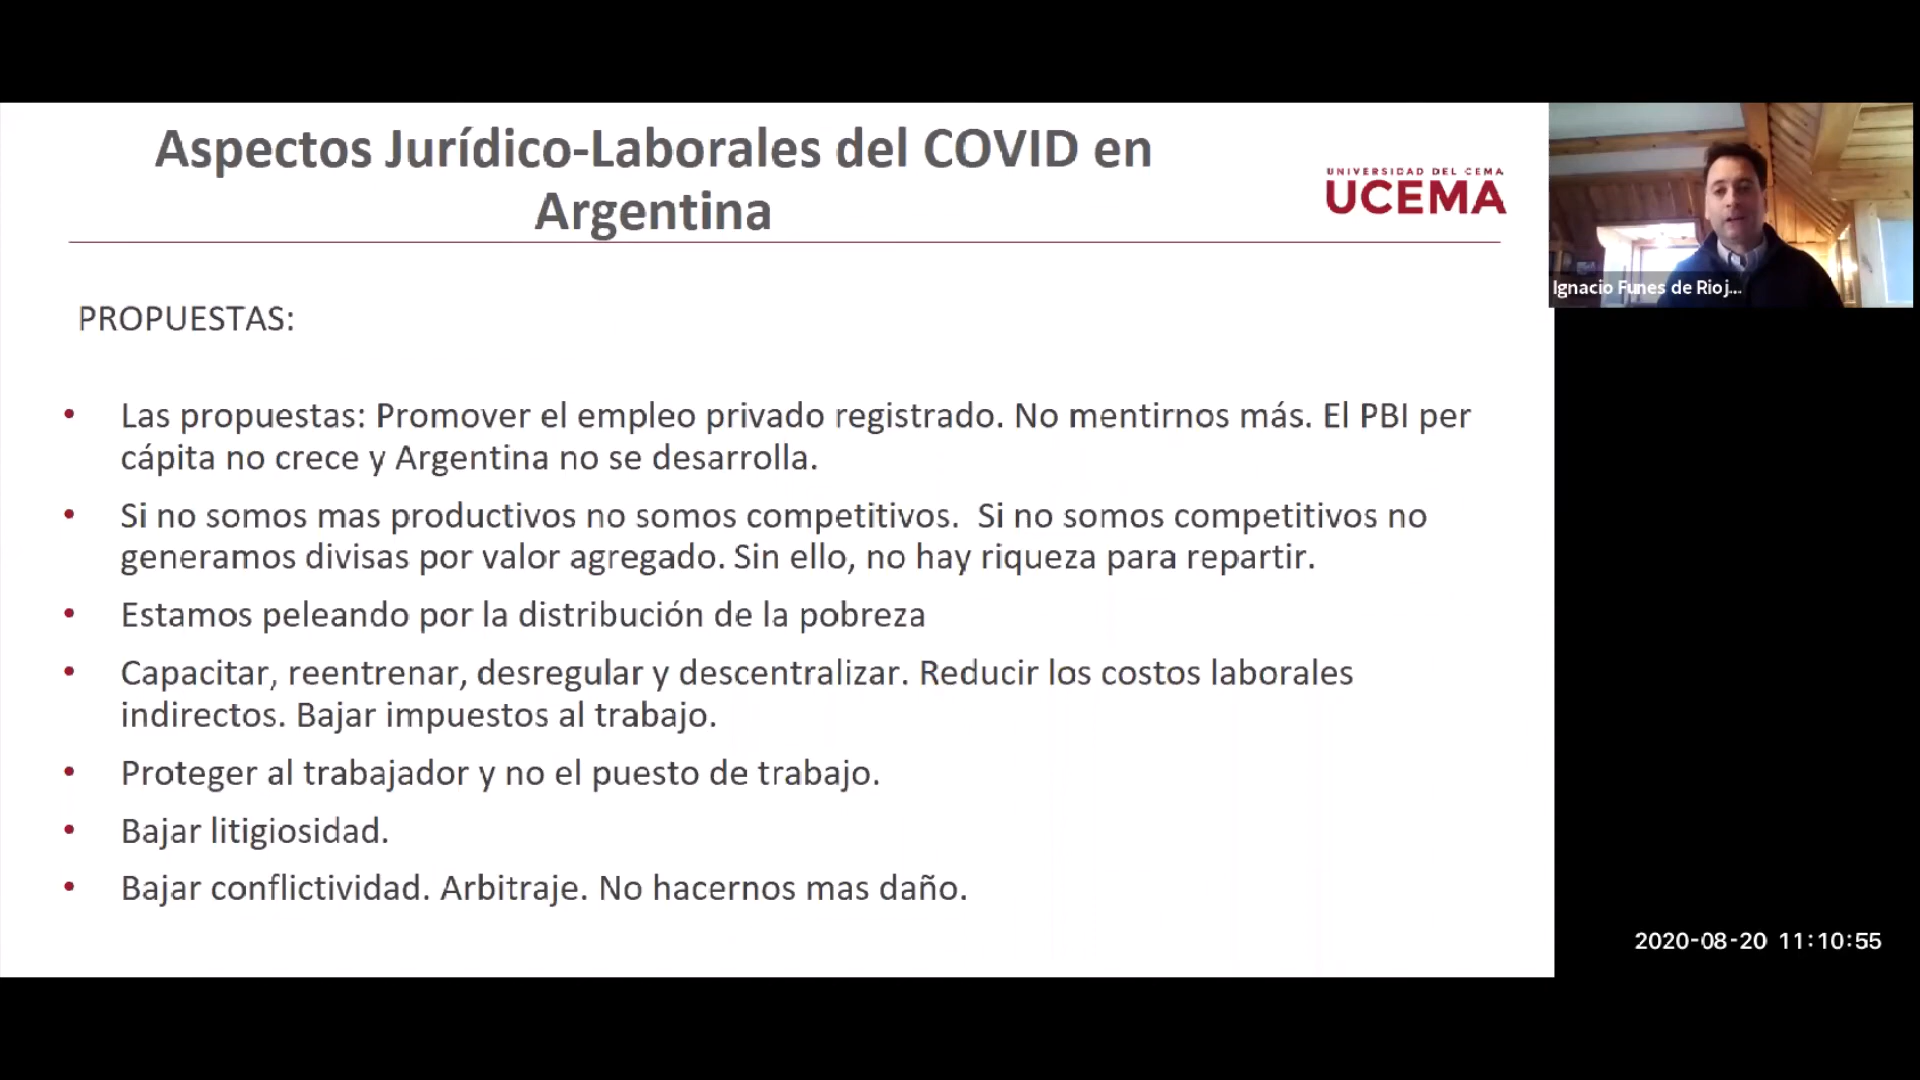 Aspectos Jurídico-Laborales del COVID en
Argentina
UNIVERSIDAD DEL CEMA
UCEMA
Ignacio Funes de Rioj...
PROPUESTAS:
• Las propuestas: Promover el empleo privado registrado. No mentirnos más. El PBI per
cápita no crece y Argentina no se desarrolla.
• Si no somos mas productivos no somos competitivos.  Si no somos competitivos no
generamos divisas por valor agregado. Sin ello, no hay riqueza para repartir.
• Estamos peleando por la distribución de la pobreza
• Capacitar, reentrenar, desregular y descentralizar. Reducir los costos laborales
indirectos. Bajar impuestos al trabajo.
• Proteger al trabajador y no el puesto de trabajo.
• Bajar litigiosidad.
• Bajar conflictividad. Arbitraje. No hacernos mas daño.
2020-08-20 11:10:55